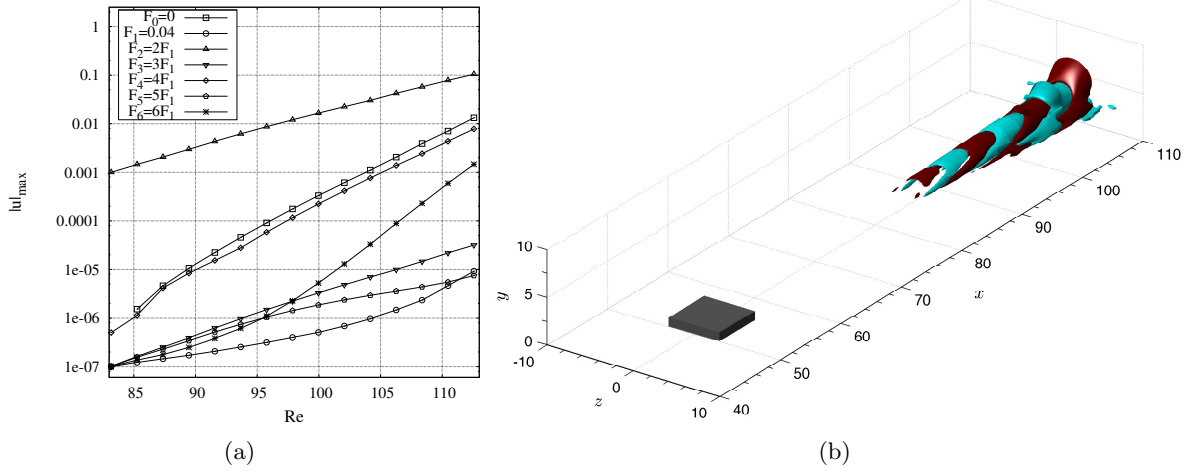 1
0.1
0.01
0.001
0.0001
1e-05
1e-06
1e-07
|u|max
F0=0
F1=0.04
F2=2F1
F3=3F1
F4=4F1
F5=5F1
F6=6F1
85 90 95 100 105 110
Re
(a)
10
5
0
y
-10
0
10
z
40
50
60
70
80
90
100
110
x
(b)